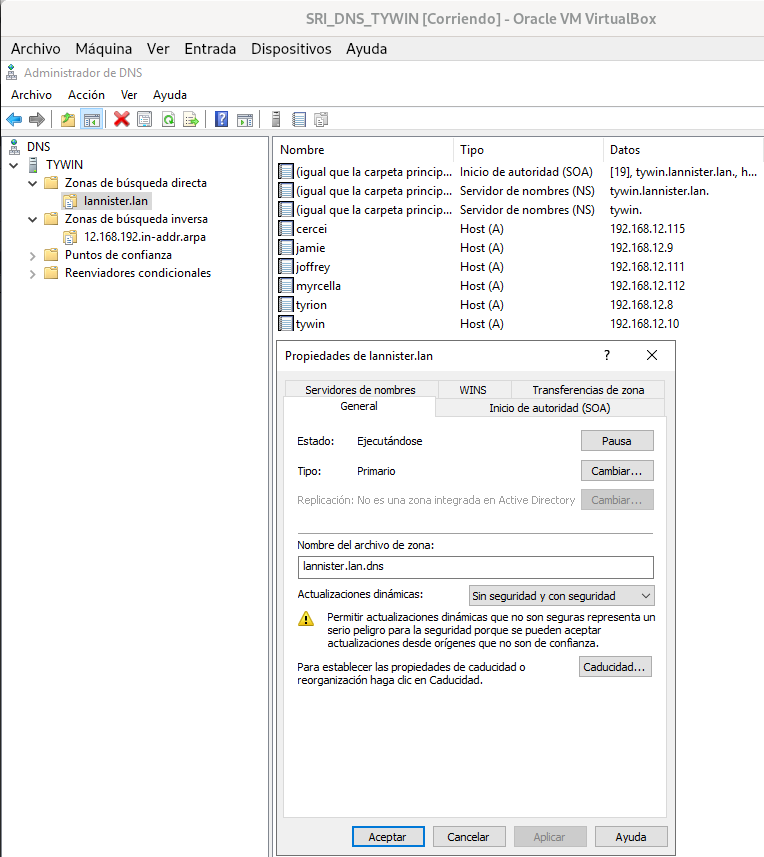 SRI_DNS_TYWIN [Corriendo] - Oracle VM VirtualBox
Archivo Máquina Ver Entrada Dispositivos Ayuda
Administrador de DNS
Archivo Acción Ver Ayuda
DNS
TYWIN
Zonas de búsqueda directa
lannister.lan
Zonas de búsqueda inversa
12.168.192.in-addr.arpa
Puntos de confianza
Reenviadores condicionales
Nombre Tipo Datos
(igual que la carpeta princip... Inicio de autoridad (SOA) [19], tywin.lannister.lan., h...
(igual que la carpeta princip... Servidor de nombres (NS) tywin.lannister.lan.
(igual que la carpeta princip... Servidor de nombres (NS) tywin.
cercei Host (A) 192.168.12.115
jamie Host (A) 192.168.12.9
joffrey Host (A) 192.168.12.111
myrcella Host (A) 192.168.12.112
tyrion Host (A) 192.168.12.8
tywin Host (A) 192.168.12.10
Propiedades de lannister.lan
Servidores de nombres WINS Transferencias de zona
General Inicio de autoridad (SOA)
Estado: Ejecutándose Pausa
Tipo: Primario Cambiar...
Replicación: No es una zona integrada en Active Directory Cambiar...
Nombre del archivo de zona:
lannister.lan.dns
Actualizaciones dinámicas: Sin seguridad y con seguridad
Permitir actualizaciones dinámicas que no son seguras representa un
serio peligro para la seguridad porque se pueden aceptar
actualizaciones desde orígenes que no son de confianza.
Para establecer las propiedades de caducidad o
reorganización haga clic en Caducidad.
Caducidad...
Aceptar Cancelar Aplicar Ayuda